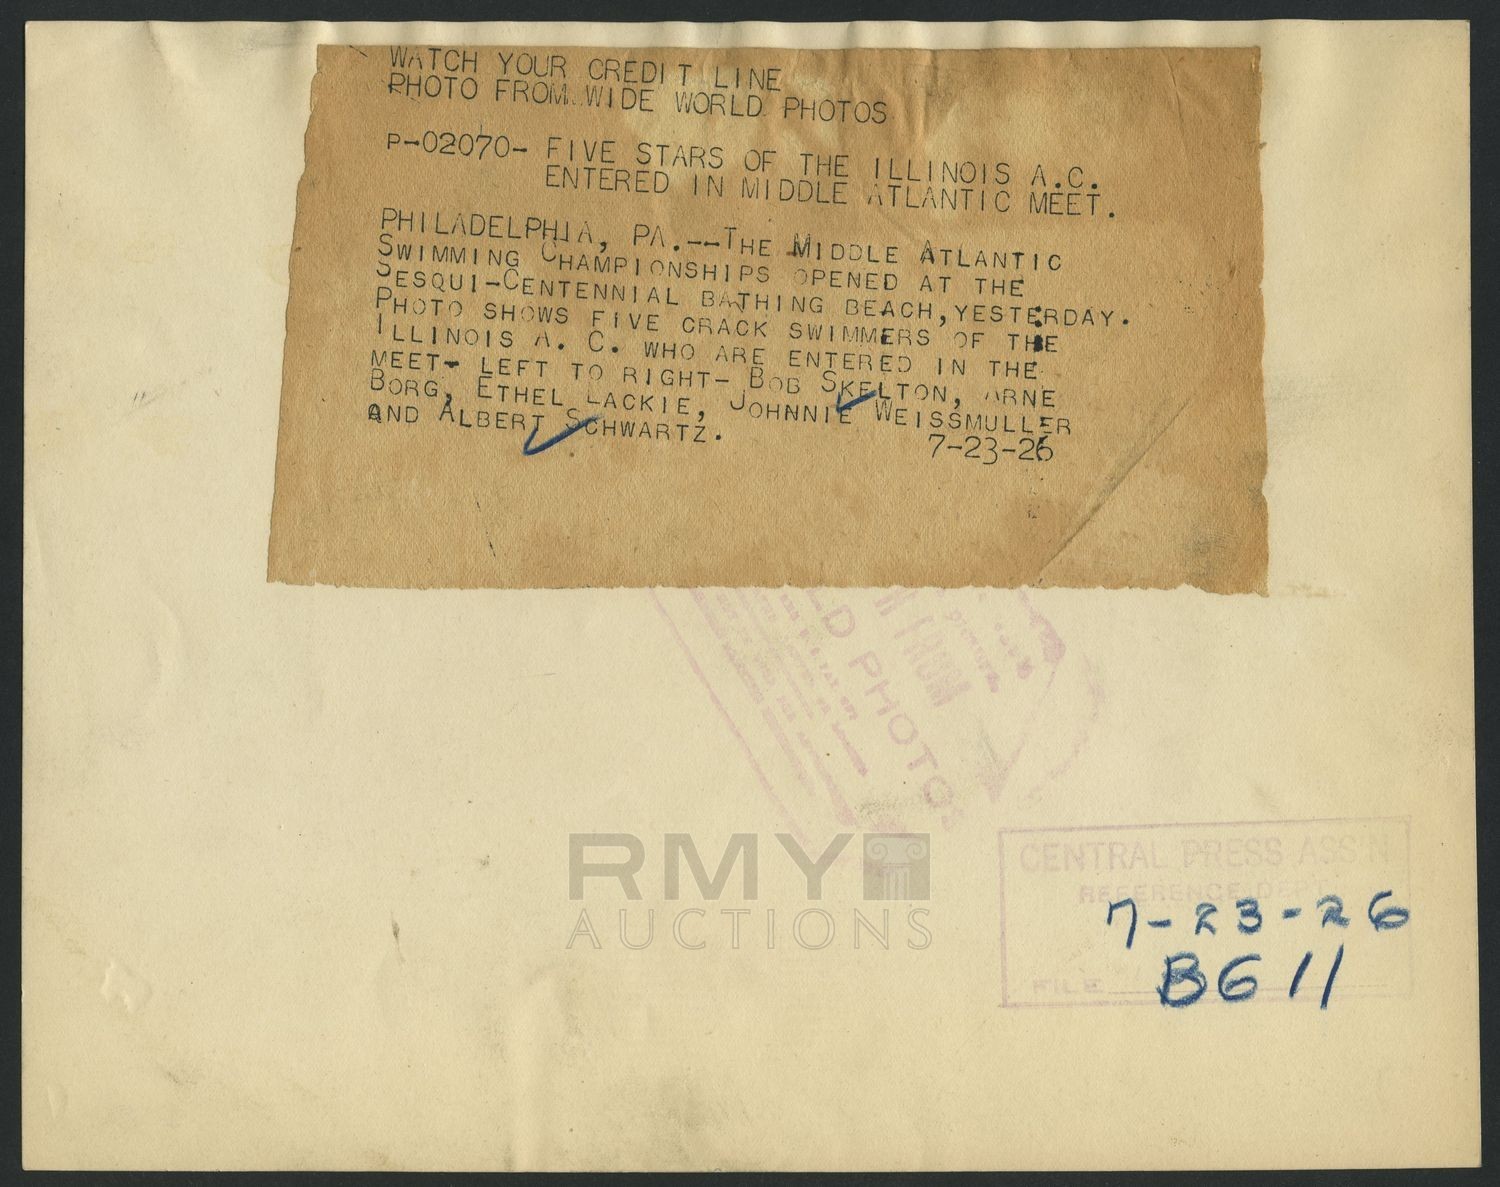 WATCH YOUR CREDIT LINE
PHOTO FROM WIDE WORLD PHOTOS
P-02070- FIVE STARS OF THE ILLINOIS A.C.
ENTERED IN MIDDLE ATLANTIC MEET.
PHILADELPHIA, PA.--THE MIDDLE ATLANTIC
SWIMMING CHAMPIONSHIPS OPENED AT THE
SESQUI-CENTENNIAL BATHING BEACH, YESTERDAY.
PHOTO SHOWS FIVE CRACK SWIMMERS OF THE
ILLINOIS A. C. WHO ARE ENTERED IN THE
MEET- LEFT TO RIGHT- BOB SKELTON, ARNE
BORG, ETHEL LACKIE, JOHNNIE WEISSMULLER
AND ALBERT SCHWARTZ.
7-23-26
FROM
LD PHOTOS
RMY
AUCTIONS
CENTRAL PRESS ASS'N
REFERENCE DEPT.
7-23-26
FILE
B611